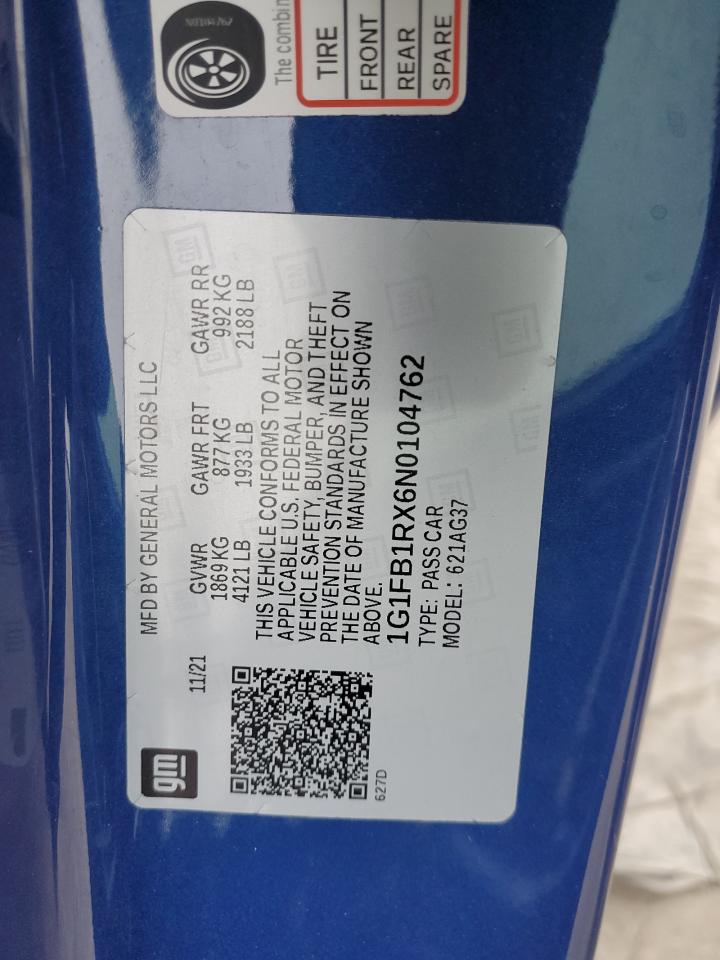 gm
MFD BY GENERAL MOTORS LLC
11/21 GVWR GAWR FRT GAWR RR
1869 KG 877 KG 992 KG
4121 LB 1933 LB 2188 LB
THIS VEHICLE CONFORMS TO ALL
APPLICABLE U.S. FEDERAL MOTOR
VEHICLE SAFETY, BUMPER, AND THEFT
PREVENTION STANDARDS IN EFFECT ON
THE DATE OF MANUFACTURE SHOWN
ABOVE.
1G1FB1RX6N0104762
TYPE: PASS CAR
MODEL: 621AG37
627D
The combin
TIRE
FRONT
REAR
SPARE